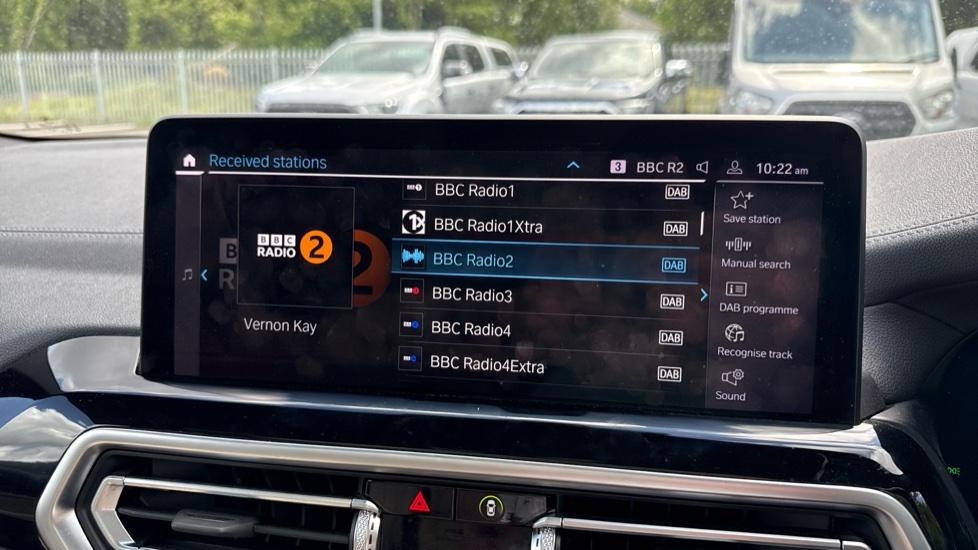 Received stations
3 BBC R2
10:22 am
BBC Radio1
DAB
BBC Radio1Xtra
DAB
BBC Radio2
DAB
BBC Radio3
DAB
BBC Radio4
DAB
BBC Radio4Extra
DAB
BBC
RADIO 2
Vernon Kay
Save station
Manual search
DAB programme
Recognise track
Sound